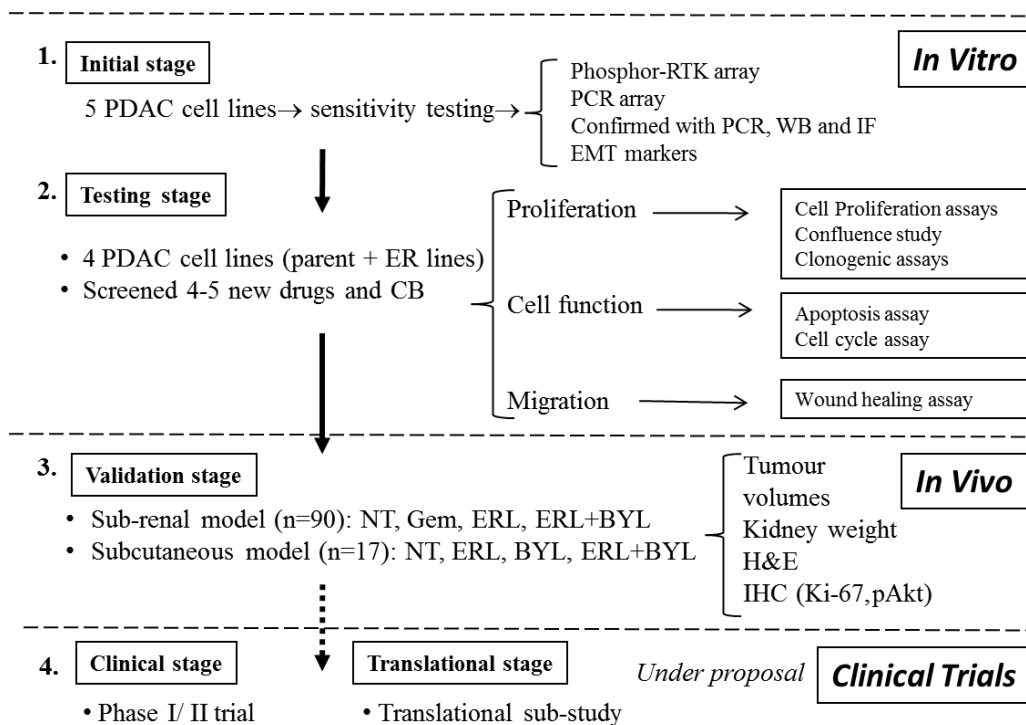 1. Initial stage
In Vitro
5 PDAC cell lines→ sensitivity testing→
Phosphor-RTK array
PCR array
Confirmed with PCR, WB and IF
EMT markers
2. Testing stage
• 4 PDAC cell lines (parent + ER lines)
• Screened 4-5 new drugs and CB
Proliferation
Cell Proliferation assays
Confluence study
Clonogenic assays
Cell function
Apoptosis assay
Cell cycle assay
Migration
Wound healing assay
3. Validation stage
In Vivo
• Sub-renal model (n=90): NT, Gem, ERL, ERL+BYL
• Subcutaneous model (n=17): NT, ERL, BYL, ERL+BYL
Tumour
volumes
Kidney weight
H&E
IHC (Ki-67,pAkt)
4. Clinical stage
Translational stage
Under proposal
Clinical Trials
• Phase I/ II trial
• Translational sub-study